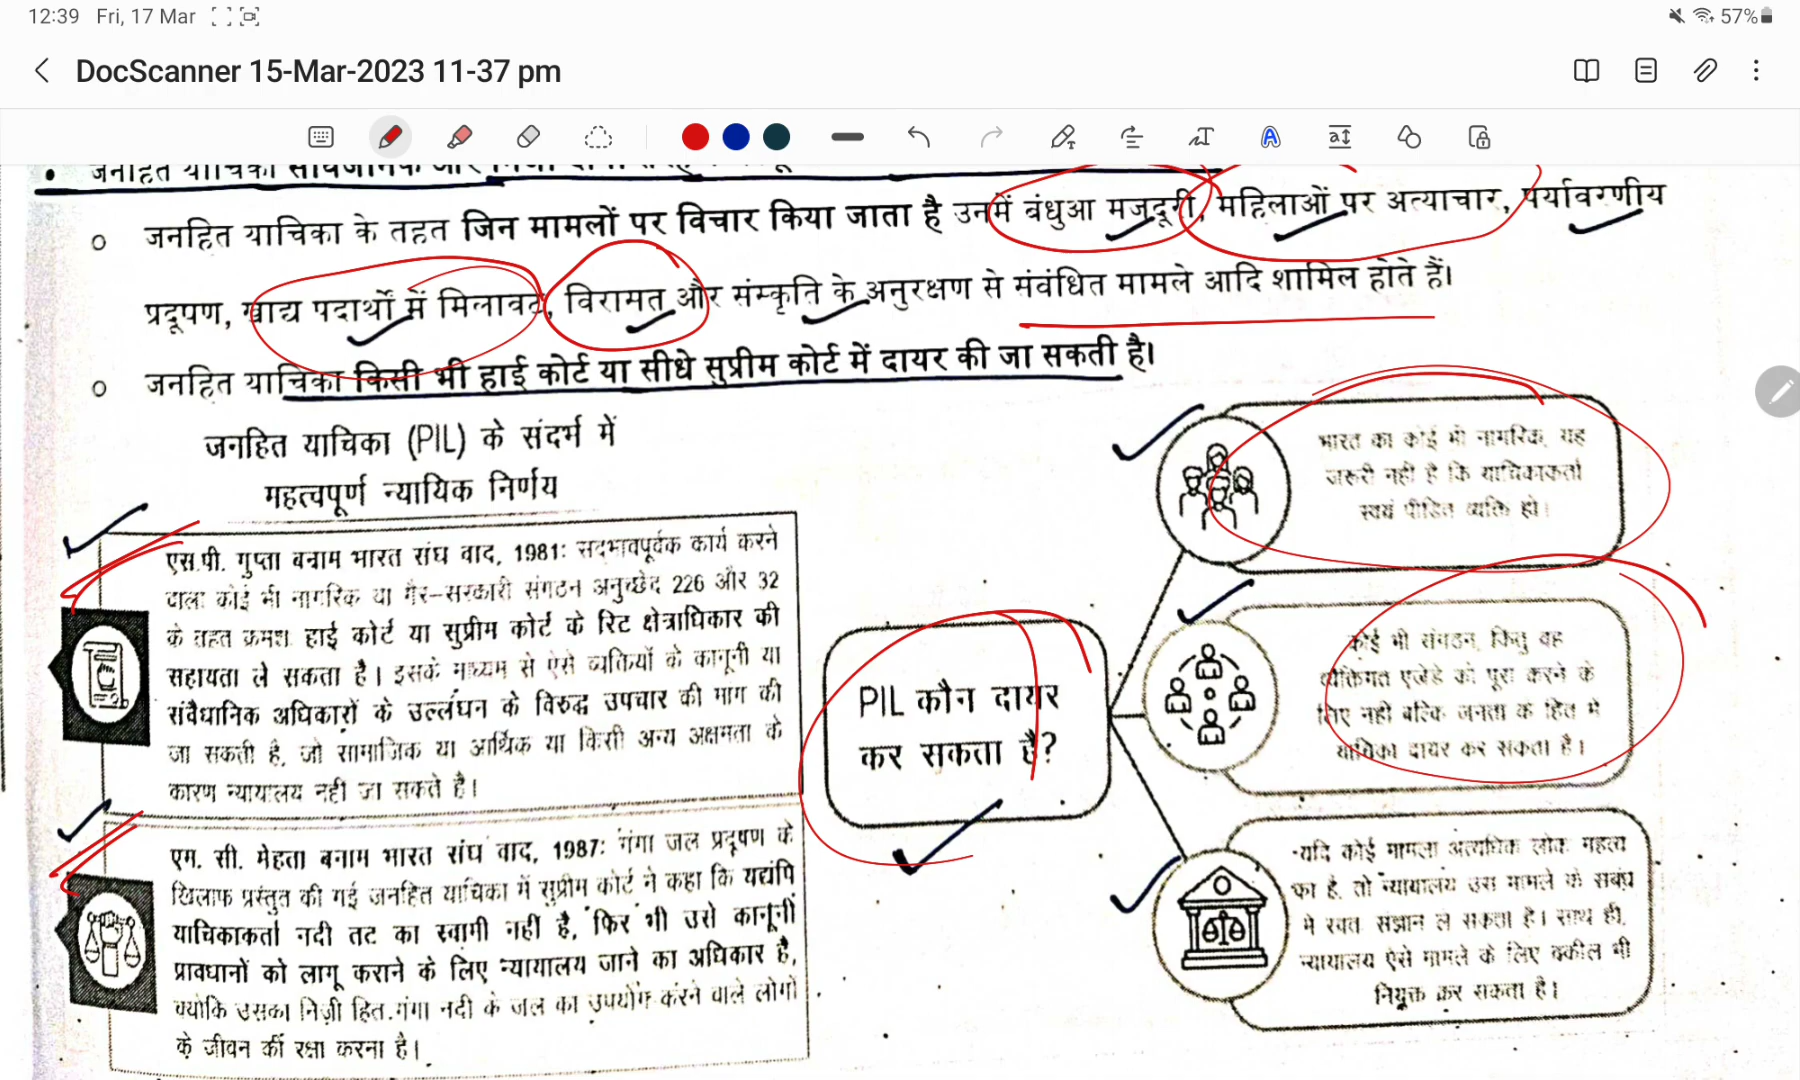 12:39 Fri, 17 Mar
57%
DocScanner 15-Mar-2023 11-37 pm
जनहित याचिका
जनहित याचिका के तहत जिन मामलों पर विचार किया जाता है उनमें बंधुआ मजदूरी, महिलाओं पर अत्याचार, पर्यावरणीय
प्रदूषण, खाद्य पदार्थों में मिलावट, विरासत और संस्कृति के अनुरक्षण से संबंधित मामले आदि शामिल होते हैं।
जनहित याचिका किसी भी हाई कोर्ट या सीधे सुप्रीम कोर्ट में दायर की जा सकती है।
जनहित याचिका (PIL) के संदर्भ में
महत्वपूर्ण न्यायिक निर्णय
एस.पी. गुप्ता बनाम भारत संघ वाद, 1981: सदभावपूर्वक कार्य करने
वाला कोई भी नागरिक या गैर-सरकारी संगठन अनुच्छेद 226 और 32
के तहत क्रमशः हाई कोर्ट या सुप्रीम कोर्ट के रिट क्षेत्राधिकार की
सहायता ले सकता है। इसके माध्यम से ऐसे व्यक्तियों के कानूनी या
संवैधानिक अधिकारों के उल्लंघन के विरुद्ध उपचार की मांग की
जा सकती है, जो सामाजिक या आर्थिक या किसी अन्य अक्षमता के
कारण न्यायालय नहीं जा सकते है।
एम. सी. मेहता बनाम भारत संघ वाद, 1987: गंगा जल प्रदूषण के
खिलाफ प्रस्तुत की गई जनहित याचिका में सुप्रीम कोर्ट ने कहा कि यद्यपि
याचिकाकर्ता नदी तट का स्वामी नहीं है, फिर भी उसे कानूनी
प्रावधानों को लागू कराने के लिए न्यायालय जाने का अधिकार है,
क्योंकि उसका निजी हित गंगा नदी के जल का उपयोग करने वाले लोगों
के जीवन की रक्षा करना है।
PIL कौन दायर
कर सकता है?
भारत का कोई भी नागरिक, यह
जरूरी नही है कि याचिकाकर्ता
स्वयं पीडित व्यक्ति हो।
कोई भी संगठन, किंतु वह
व्यक्तिगत एजेंडे को पूरा करने के
लिए नही बल्कि जनता के हित में
याचिका दायर कर सकता है।
यदि कोई मामला अत्यधिक लोक महत्व
का है, तो न्यायालय उस मामले के सबंध
मे स्वतः संज्ञान ले सकता है। साथ ही,
न्यायालय ऐसे मामले के लिए वकील भी
नियुक्त कर सकता है।